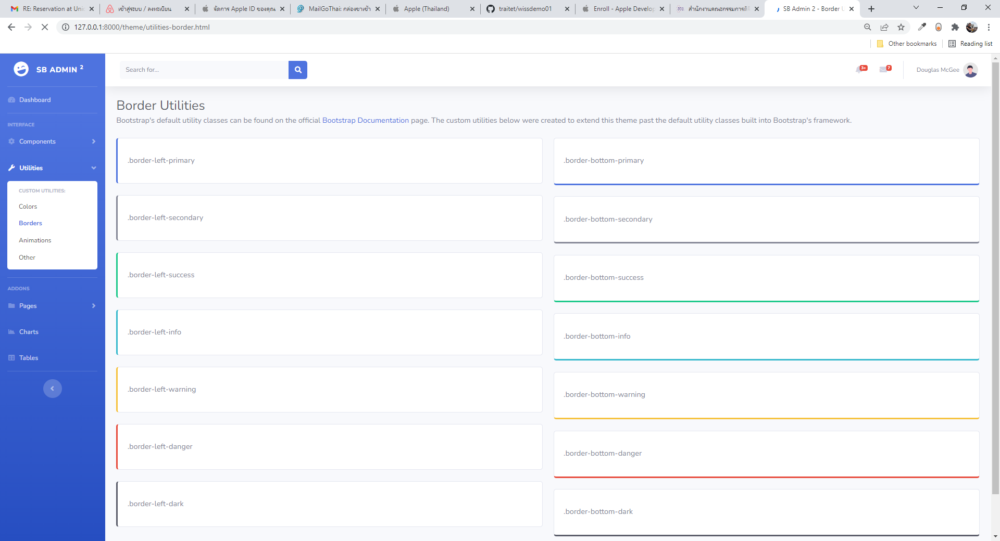 RE: Reservation at Unio
เข้าสู่ระบบ / ลงทะเบียน
จัดการ Apple ID ของคุณ
MailGoThai: กล่องขาเข้า
Apple (Thailand)
traitet/wissdemo01
Enroll - Apple Develop
สำนักงานคณะกรรมการดิจิ
SB Admin 2 - Border U
127.0.0.1:8000/theme/utilities-border.html
Other bookmarks
Reading list
SB ADMIN 2
Search for...
3+
7
Douglas McGee
Dashboard
INTERFACE
Components
Utilities
CUSTOM UTILITIES:
Colors
Borders
Animations
Other
ADDONS
Pages
Charts
Tables
Border Utilities
Bootstrap's default utility classes can be found on the official Bootstrap Documentation page. The custom utilities below were created to extend this theme past the default utility classes built into Bootstrap's framework.
.border-left-primary
.border-left-secondary
.border-left-success
.border-left-info
.border-left-warning
.border-left-danger
.border-left-dark
.border-bottom-primary
.border-bottom-secondary
.border-bottom-success
.border-bottom-info
.border-bottom-warning
.border-bottom-danger
.border-bottom-dark